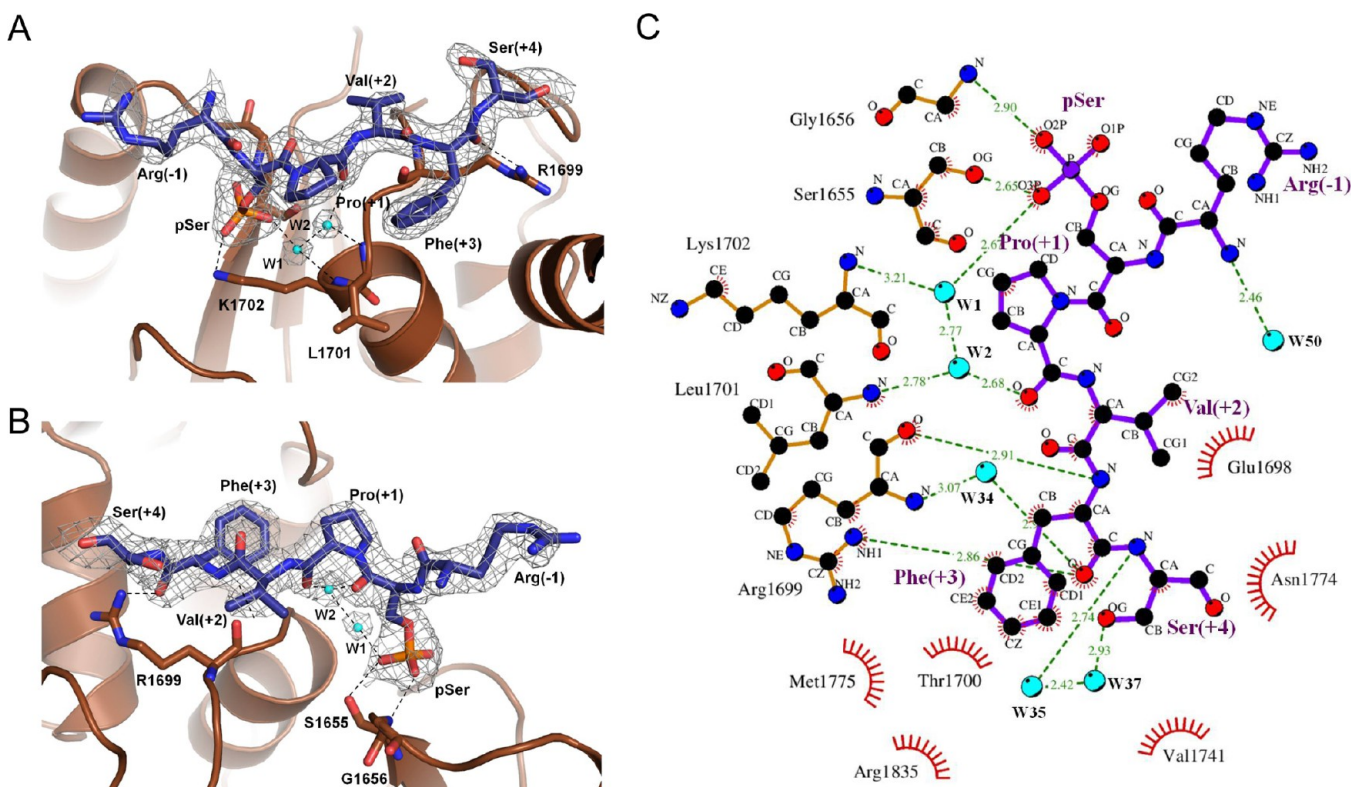 A
Ser(+4)
Val(+2)
R1699
Arg(-1)
Pro(+1)
pSer
W2
Phe(+3)
W1
K1702
L1701
B
Phe(+3)
Pro(+1)
Ser(+4)
Arg(-1)
W2
Val(+2)
W1
R1699
pSer
S1655
G1656
C
N
C
O
CA
Gly1656
2.90
pSer
O2P
O1P
P
O3P
OG
CD
NE
CG
CZ
NH2
CB
NH1
Arg(-1)
CB
OG
2.65
Ser1655
N
CA
C
O
O
C
CA
N
Pro(+1)
CB
CA
N
CD
CG
N
C
O
CB
CA
2.46
W50
Lys1702
CE
CG
N
3.21
W1
NZ
CD
CB
CA
C
O
2.77
W2
O
C
N
2.78
2.68
Leu1701
CD1
CA
CG
CB
CD2
O
C
N
CG2
CA
Val(+2)
CB
CG1
O
C
Glu1698
O
C
2.91
N
CG
CA
N
3.07
W34
CD
CB
NE
NH1
CZ
NH2
2.86
Arg1699
CB
CA
CG
C
N
O
CD2
CD1
Phe(+3)
CE2
CE1
CZ
CA
C
O
OG
CB
Ser(+4)
Asn1774
2.74
2.93
Met1775
Thr1700
W35
2.42
W37
Arg1835
Val1741